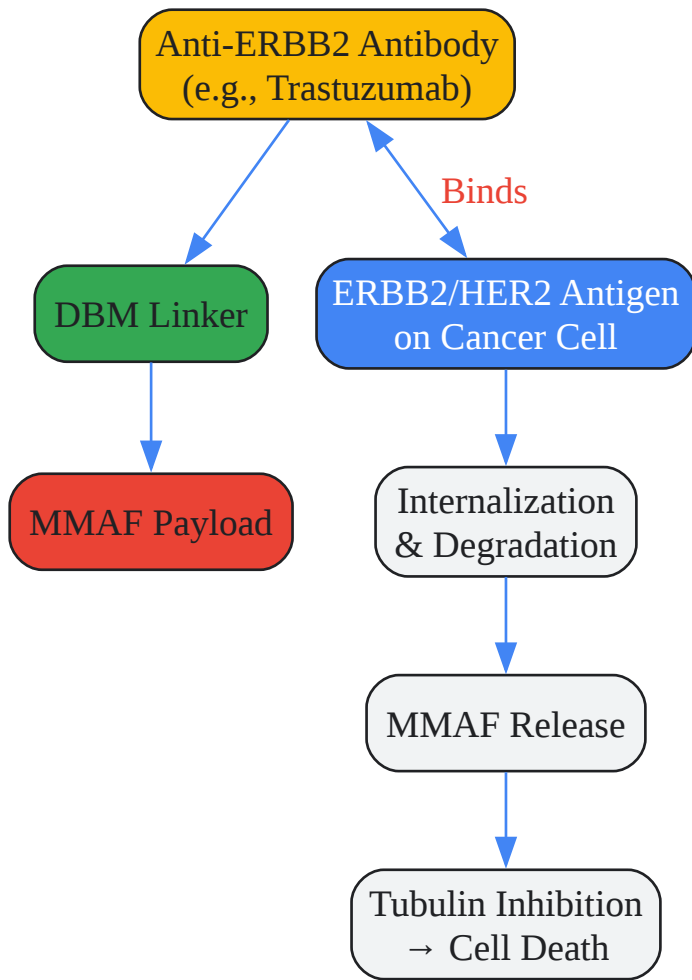 Anti-ERBB2 Antibody
(e.g., Trastuzumab)
Binds
DBM Linker
ERBB2/HER2 Antigen
on Cancer Cell
MMAF Payload
Internalization
& Degradation
MMAF Release
Tubulin Inhibition
→ Cell Death